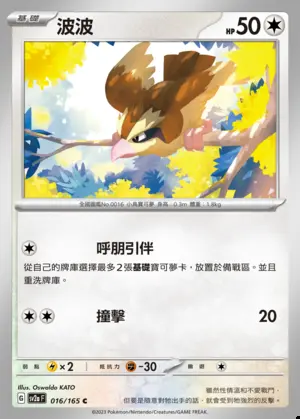 基礎 波波 HP 50
全國圖鑑No.0016 小鳥寶可夢 身高：0.3m 體重：1.8kg
呼朋引伴
從自己的牌庫選擇最多2張基礎寶可夢卡，放置於備戰區。並且
重洗牌庫。
撞擊 20
弱點 ×2 抵抗力 -30 撤退
Illus. Oswaldo KATO
G sv2a F 016/165 C
雖然性情溫和不愛戰鬥，
但要是隨意對牠出手的話，
就會受到牠強烈的反擊。
©2023 Pokémon/Nintendo/Creatures/GAME FREAK.